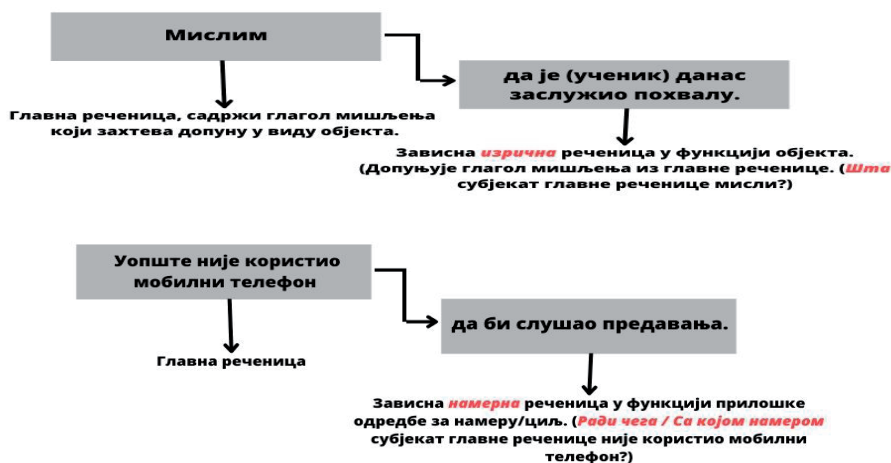 Мислим
да је (ученик) данас
заслужио похвалу.
Главна реченица, садржи глагол мишљења
који захтева допуну у виду објекта.
Зависна изрична реченица у функцији објекта.
(Допуњује глагол мишљења из главне реченице. (Шта
субјекат главне реченице мисли?)
Уопште није користио
мобилни телефон
да би слушао предавања.
Главна реченица
Зависна намерна реченица у функцији прилошке
одредбе за намеру/циљ. (Ради чега / Са којом намером
субјекат главне реченице није користио мобилни
телефон?)